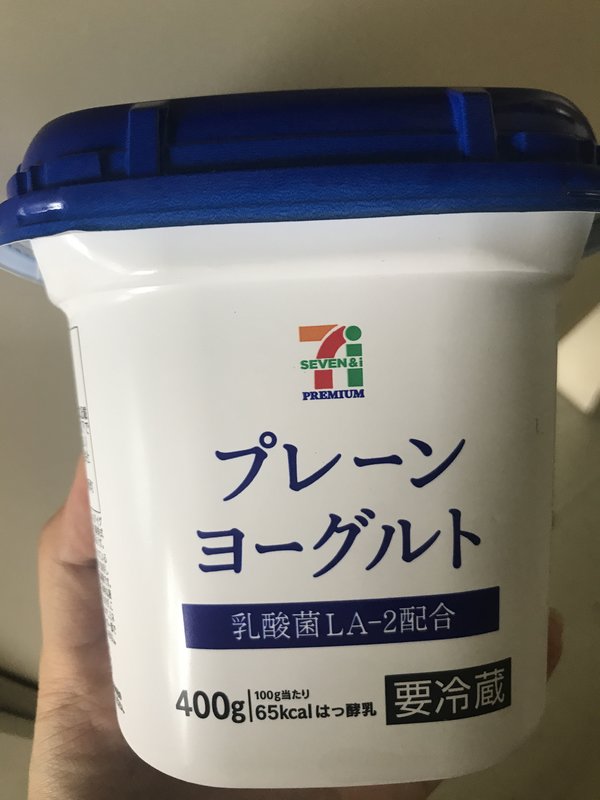 SEVEN&i
PREMIUM
プレーン
ヨーグルト
乳酸菌LA-2配合
400g
100g当たり
65kcal はっ酵乳
要冷蔵